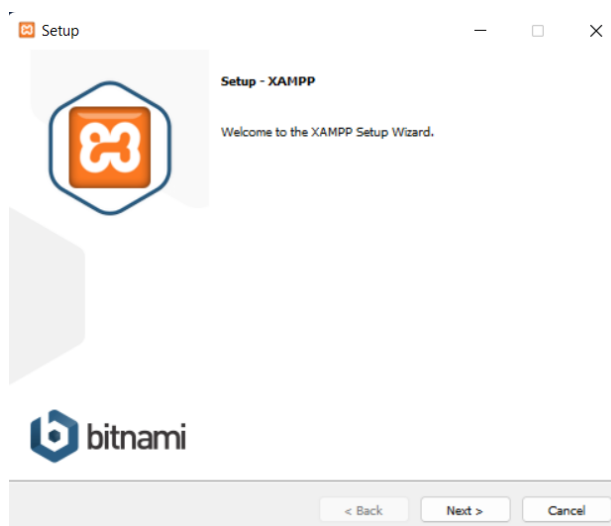 Setup
Setup - XAMPP
Welcome to the XAMPP Setup Wizard.
bitnami
< Back
Next >
Cancel